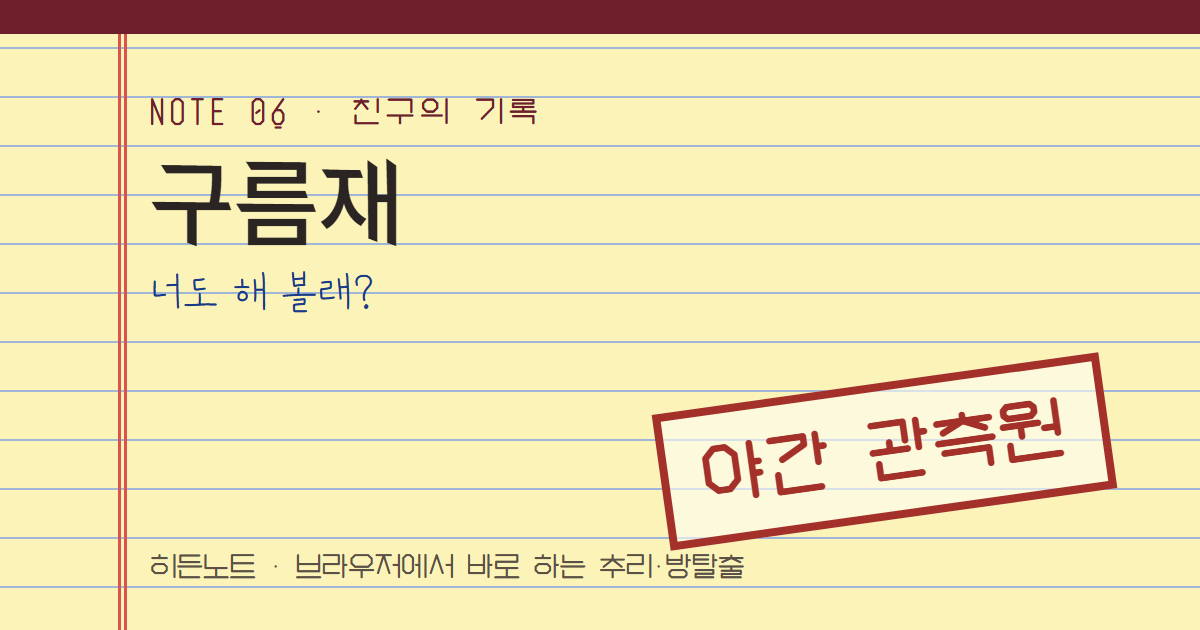 NOTE 06 · 친구의 기록
구름재
너도 해 볼래?
야간 관측원
히든노트 · 브라우저에서 바로 하는 추리·방탈출